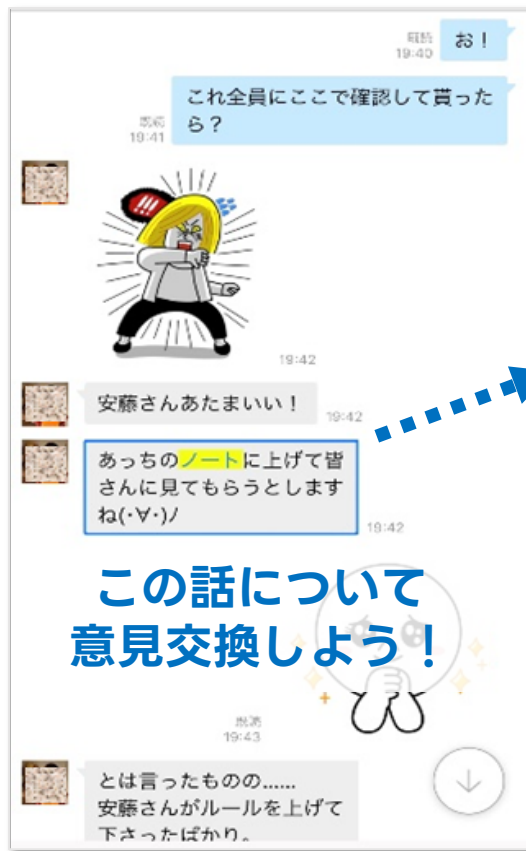 既読
19:40
お！
これ全員にここで確認して貰った
ら？
既読
19:41
!!!
19:42
安藤さんあたまいい！
19:42
あっちのノートに上げて皆
さんに見てもらうとします
ね(･∀･)ﾉ
19:42
この話について
意見交換しよう！
既読
19:43
とは言ったものの……
安藤さんがルールを上げて
下さったばかり。